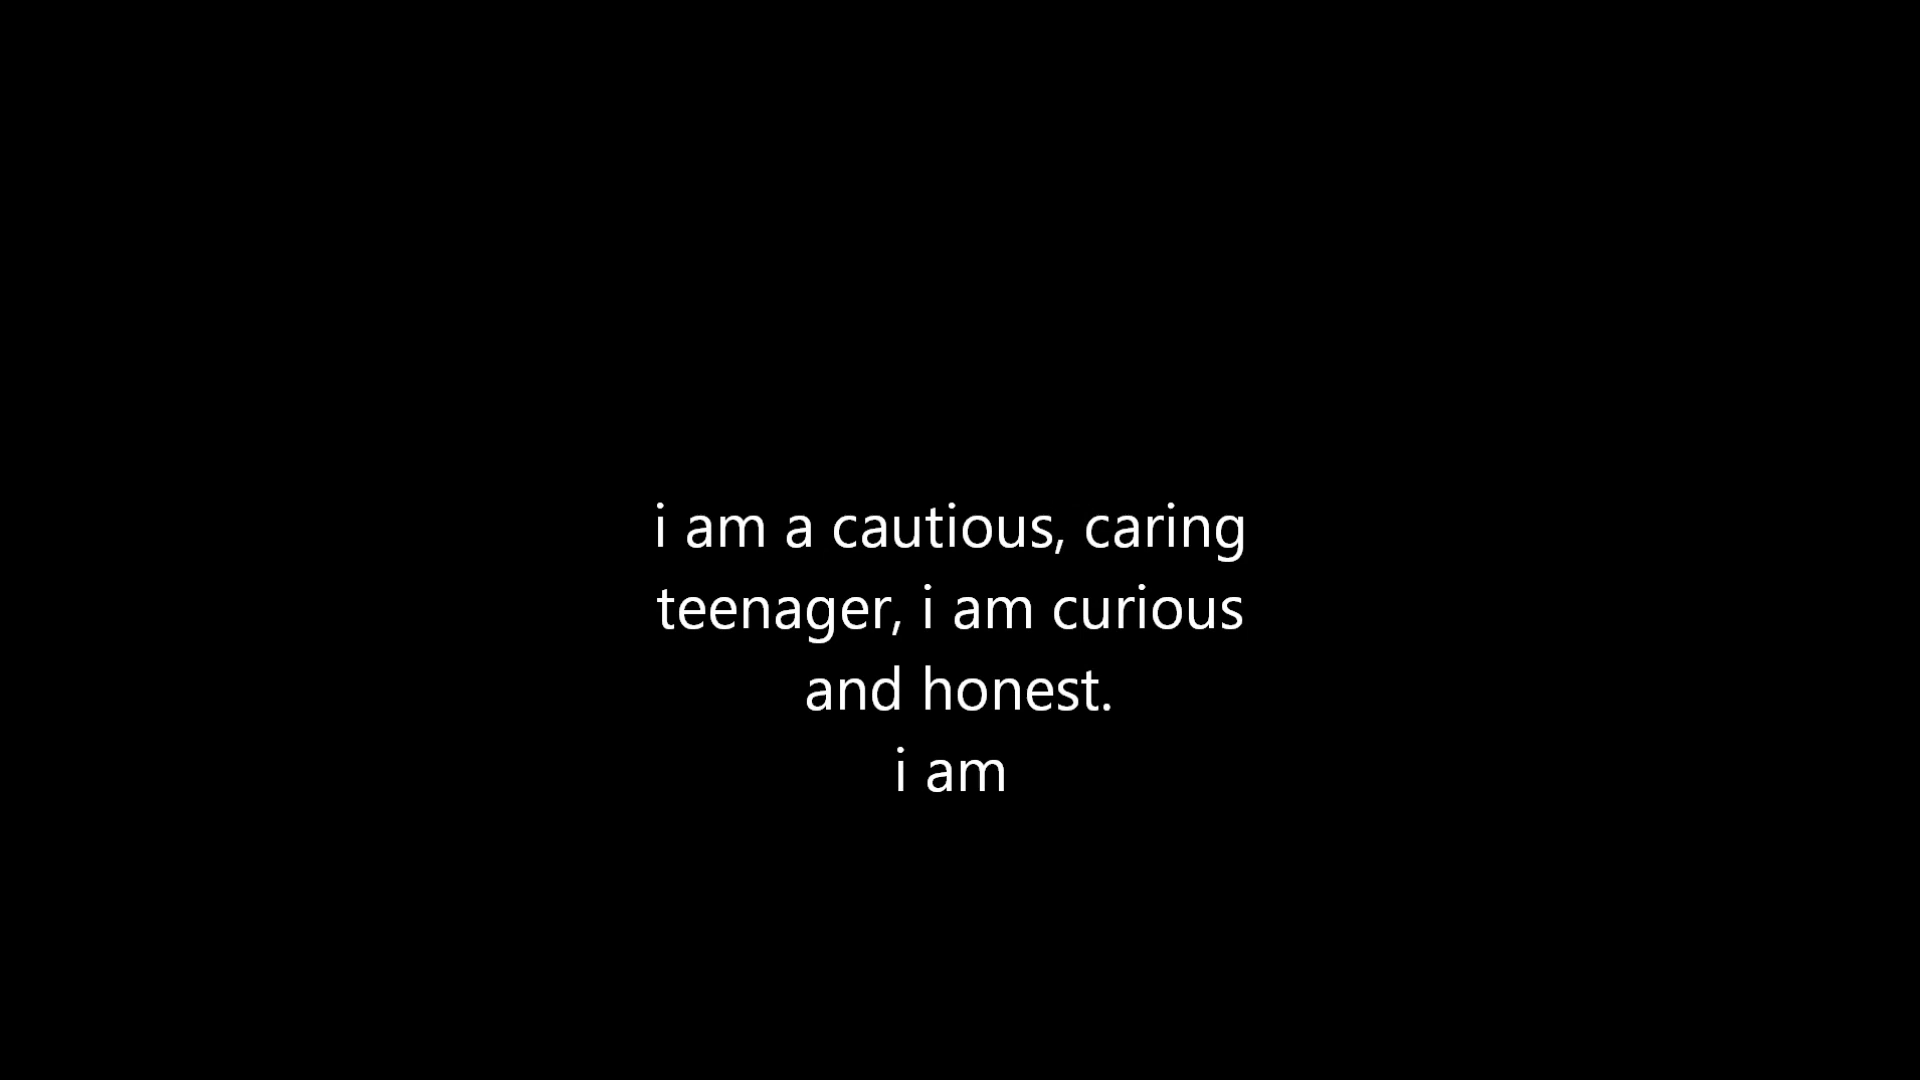 i am a cautious, caring
teenager, i am curious
and honest.
i am